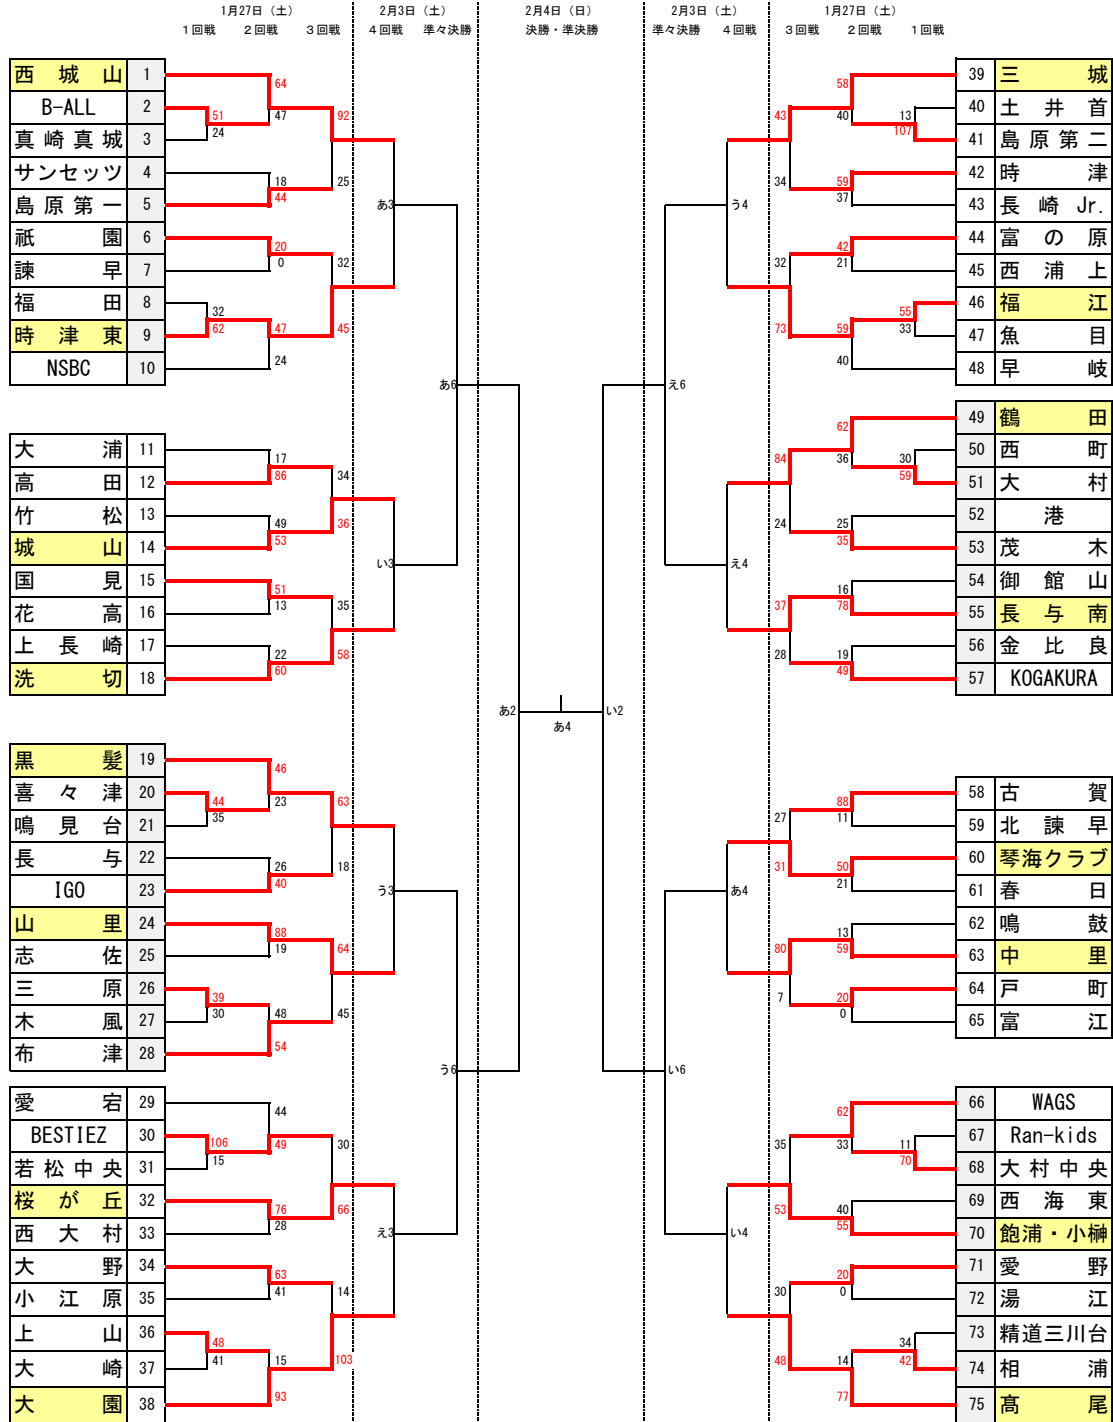 1月27日（土） 2月3日（土） 2月4日（日） 2月3日（土） 1月27日（土）
1回戦 2回戦 3回戦 4回戦 準々決勝 決勝・準決勝 準々決勝 4回戦 3回戦 2回戦 1回戦
西城山 1 64 58 39 三城
B-ALL 2 51 47 92 43 40 13 40 土井首
真崎真城 3 24 107 41 島原第二
サンセッツ 4 18 25 34 59 42 時津
島原第一 5 44 あ3 う4 37 43 長崎Jr.
祇園 6 20 42 44 富の原
諫早 7 0 32 32 21 45 西浦上
福田 8 32 55 46 福江
時津東 9 62 47 45 73 59 33 47 魚目
NSBC 10 24 40 48 早岐
あ6 え6
62 49 鶴田
大浦 11 17 84 36 30 50 西町
高田 12 86 34 59 51 大村
竹松 13 49 36 24 25 52 港
城山 14 53 い3 え4 35 53 茂木
国見 15 51 16 54 御館山
花高 16 13 35 37 78 55 長与南
上長崎 17 22 58 28 19 56 金比良
洗切 18 60 49 57 KOGAKURA
あ2 あ4 い2
黒髪 19 46
喜々津 20 44 23 63 88 58 古賀
鳴見台 21 35 27 11 59 北諫早
長与 22 26 18 31 50 60 琴海クラブ
IGO 23 40 う3 あ4 21 61 春日
山里 24 88 13 62 鳴鼓
志佐 25 19 64 80 59 63 中里
三原 26 39 7 20 64 戸町
木風 27 30 48 45 0 65 富江
布津 28 54
う6 い6
愛宕 29 44 62 66 WAGS
BESTIEZ 30 106 49 30 35 33 11 67 Ran-kids
若松中央 31 15 70 68 大村中央
桜が丘 32 76 66 53 40 69 西海東
西大村 33 28 え3 い4 55 70 飽浦・小榊
大野 34 63 20 71 愛野
小江原 35 41 14 30 0 72 湯江
上山 36 48 34 73 精道三川台
大崎 37 41 15 103 48 14 42 74 相浦
大園 38 93 77 75 髙尾